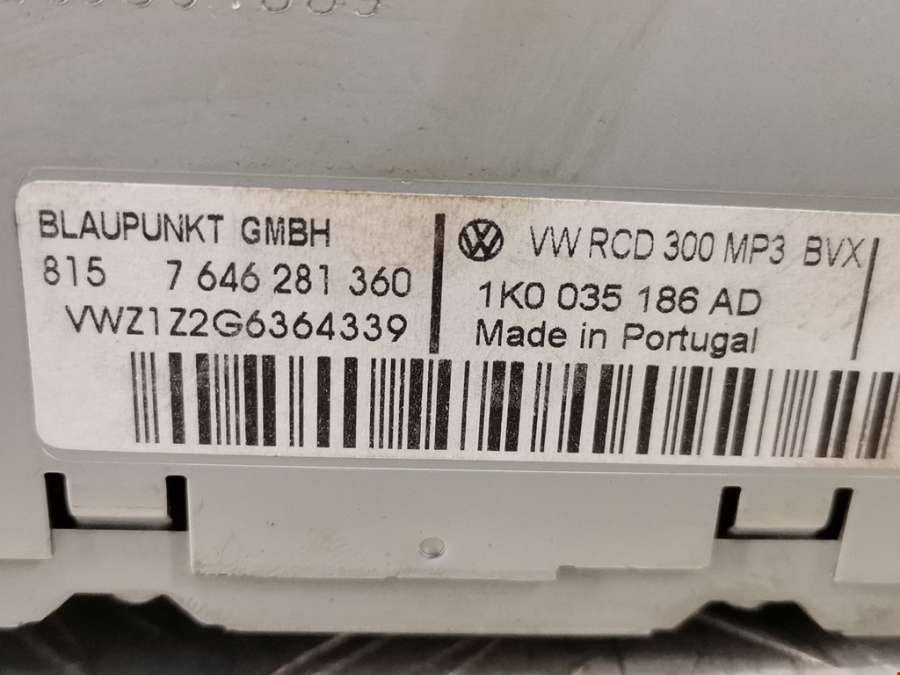 BLAUPUNKT GMBH
815 7 646 281 360
VWZ1Z2G6364339
VW RCD 300 MP3 BVX
1K0 035 186 AD
Made in Portugal